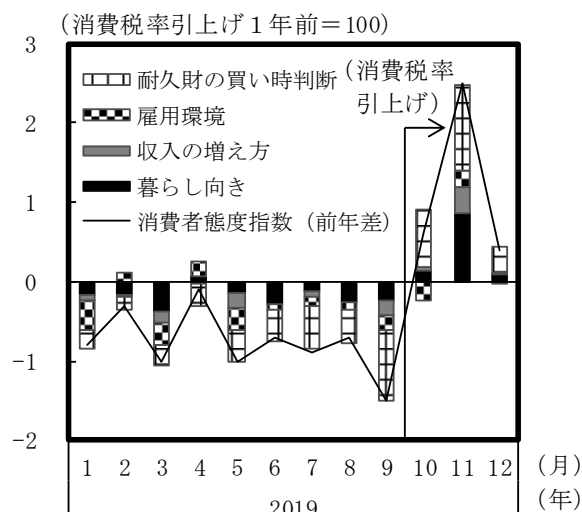 （消費税率引上げ１年前＝100）
3
2
1
0
−1
−2
耐久財の買い時判断
雇用環境
収入の増え方
暮らし向き
消費者態度指数（前年差）
（消費税率
引上げ）
1 2 3 4 5 6 7 8 9 10 11 12 （月）
2019 （年）